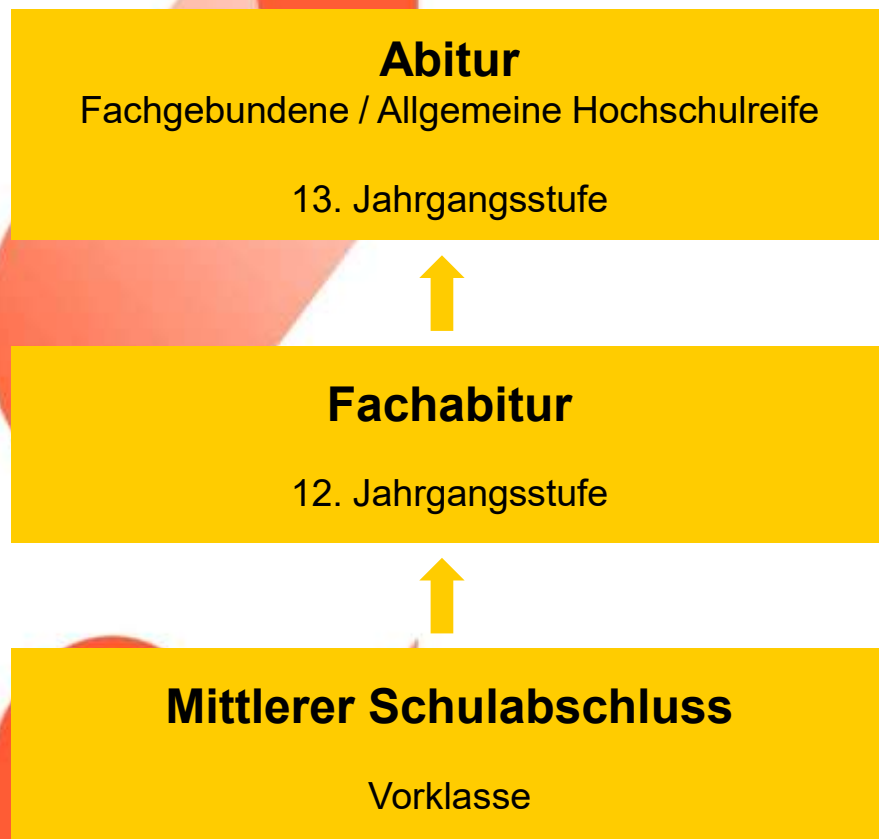 Abitur
Fachgebundene / Allgemeine Hochschulreife
13. Jahrgangsstufe
Fachabitur
12. Jahrgangsstufe
Mittlerer Schulabschluss
Vorklasse